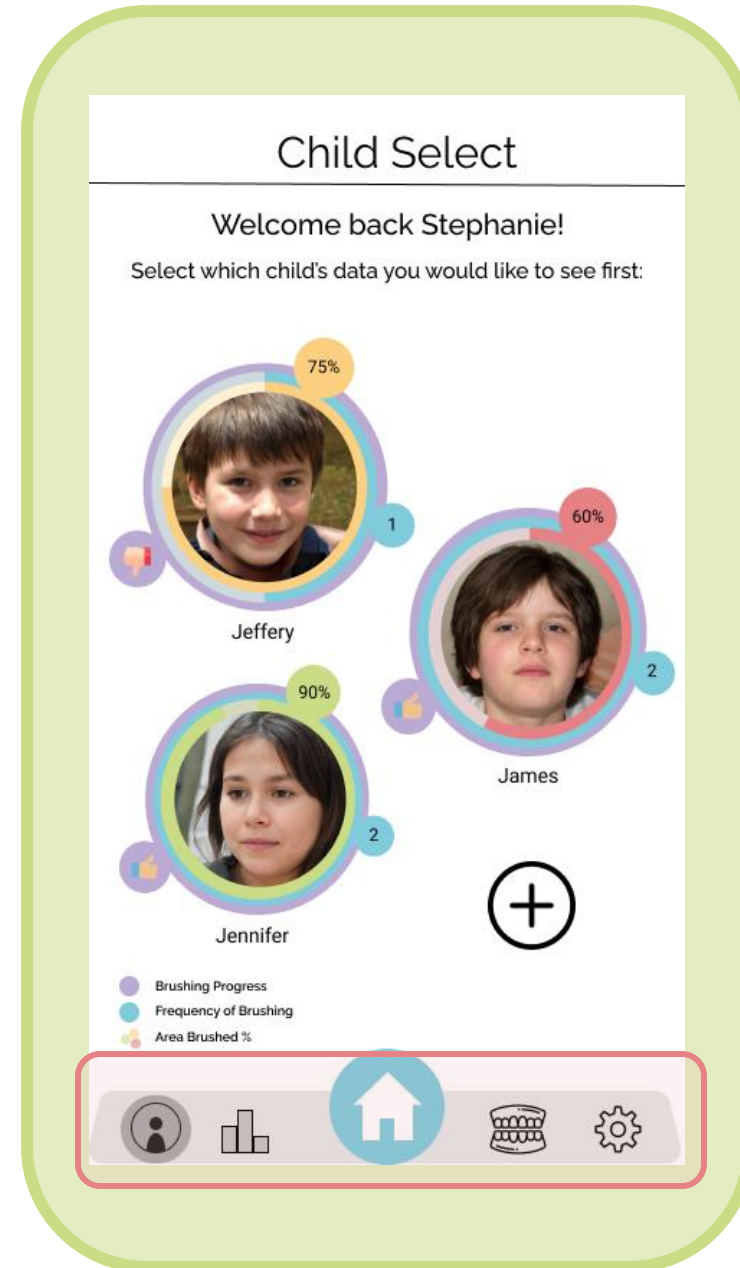 Child Select
Welcome back Stephanie!
Select which child's data you would like to see first:
75%
1
Jeffery
60%
2
James
90%
2
Jennifer
Brushing Progress
Frequency of Brushing
Area Brushed %